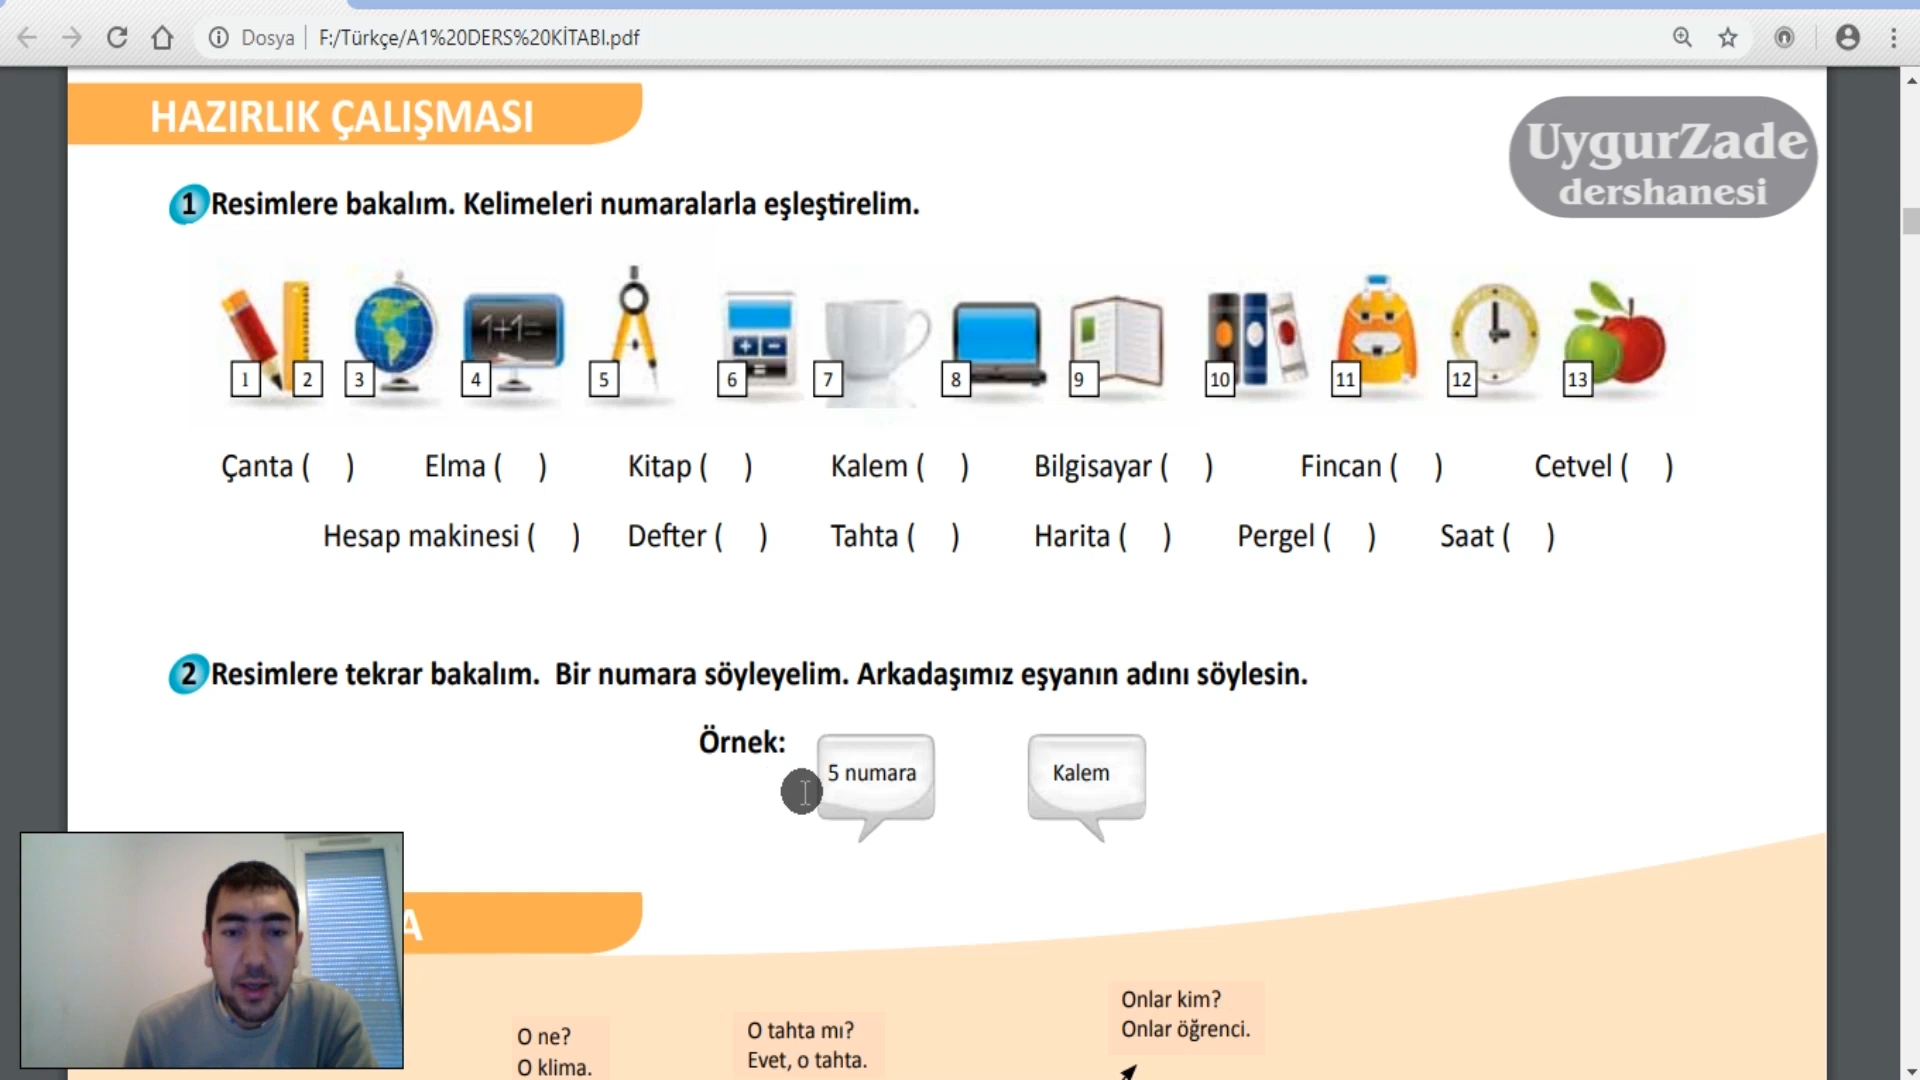 Dosya F:/Türkçe/A1%20DERS%20KİTABI.pdf
HAZIRLIK ÇALIŞMASI
UygurZade
dershanesi
1 Resimlere bakalım. Kelimeleri numaralarla eşleştirelim.
1+1=
1 2 3 4 5 6 7 8 9 10 11 12 13
Çanta ( ) Elma ( ) Kitap ( ) Kalem ( ) Bilgisayar ( ) Fincan ( ) Cetvel ( )
Hesap makinesi ( ) Defter ( ) Tahta ( ) Harita ( ) Pergel ( ) Saat ( )
2 Resimlere tekrar bakalım. Bir numara söyleyelim. Arkadaşımız eşyanın adını söylesin.
Örnek:
5 numara
Kalem
A
O ne?
O klima.
O tahta mı?
Evet, o tahta.
Onlar kim?
Onlar öğrenci.